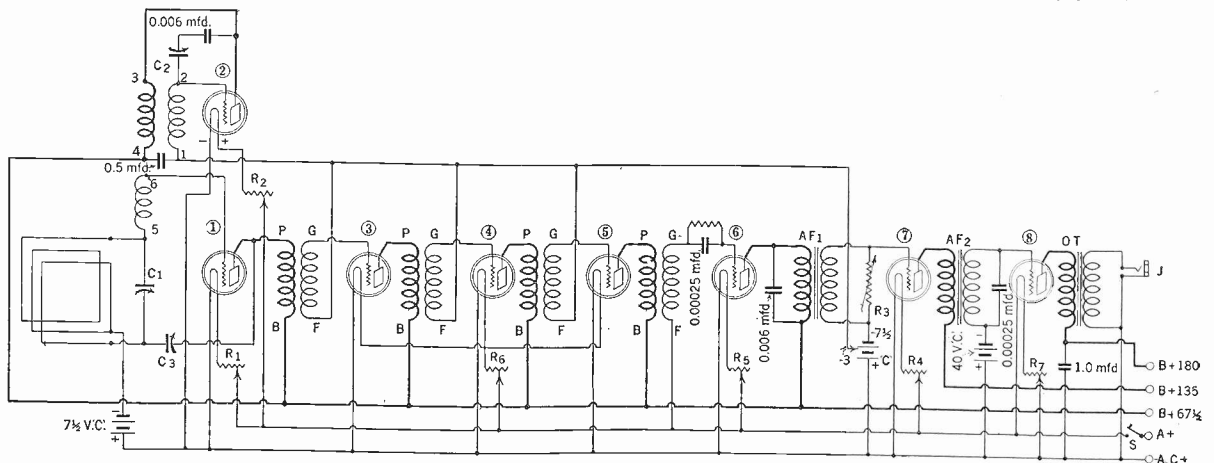 0.006 mfd.
C2
②
3
2
4
1
- +
0.5 mfd.
6
5
R2
①
P
G
③
P
G
④
P
G
⑤
P
G-
⑥
AF1
⑦
AF2
⑧
OT
J
C1
C3
R1
B
F
B
F
R6
B
F
B
F
0.00025 mfd.
0.006 mfd.
R5
R3
-7½
-3
C
+
R4
40 V.C.
-
+
0.00025 mfd
R7
1.0 mfd
B+180
B+135
B+67½
A+
S
A.C+
7½ V.C.
-
+